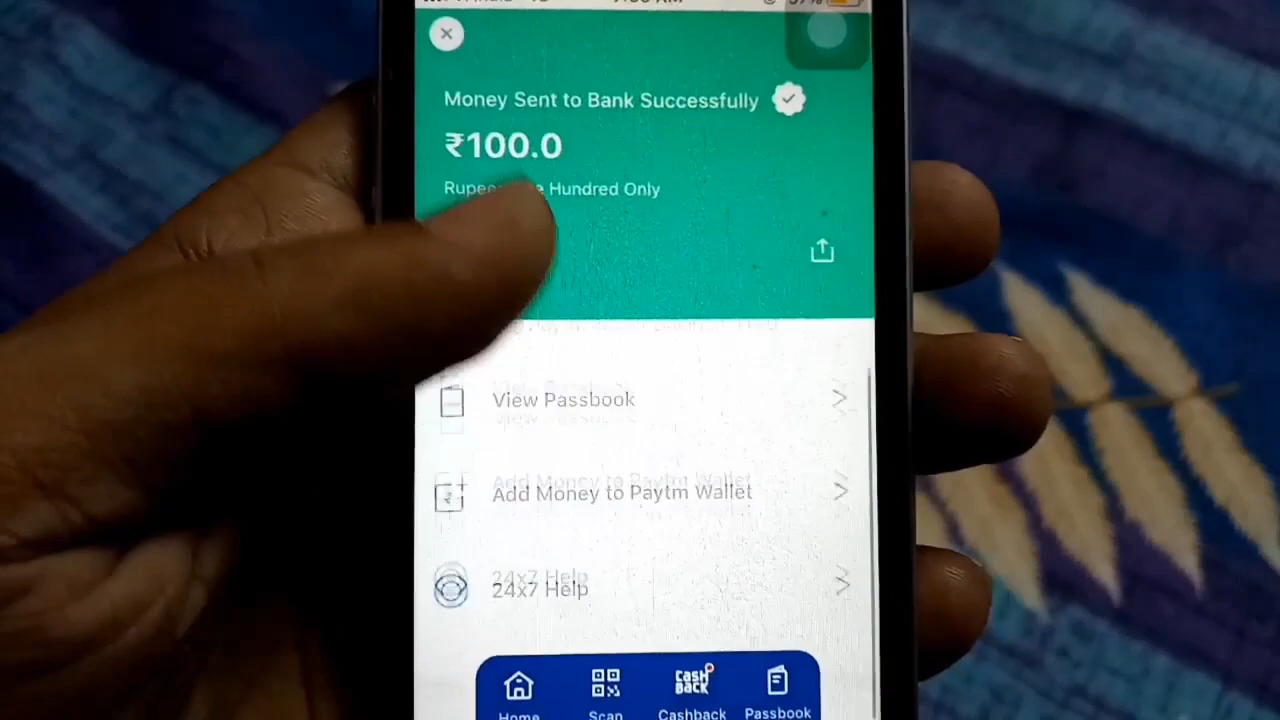 Money Sent to Bank Successfully
₹100.0
Hundred Only
View Passbook
Add Money to Paytm Wallet
24x7 Help
Home
Scan
CASH BACK
Cashback
Passbook